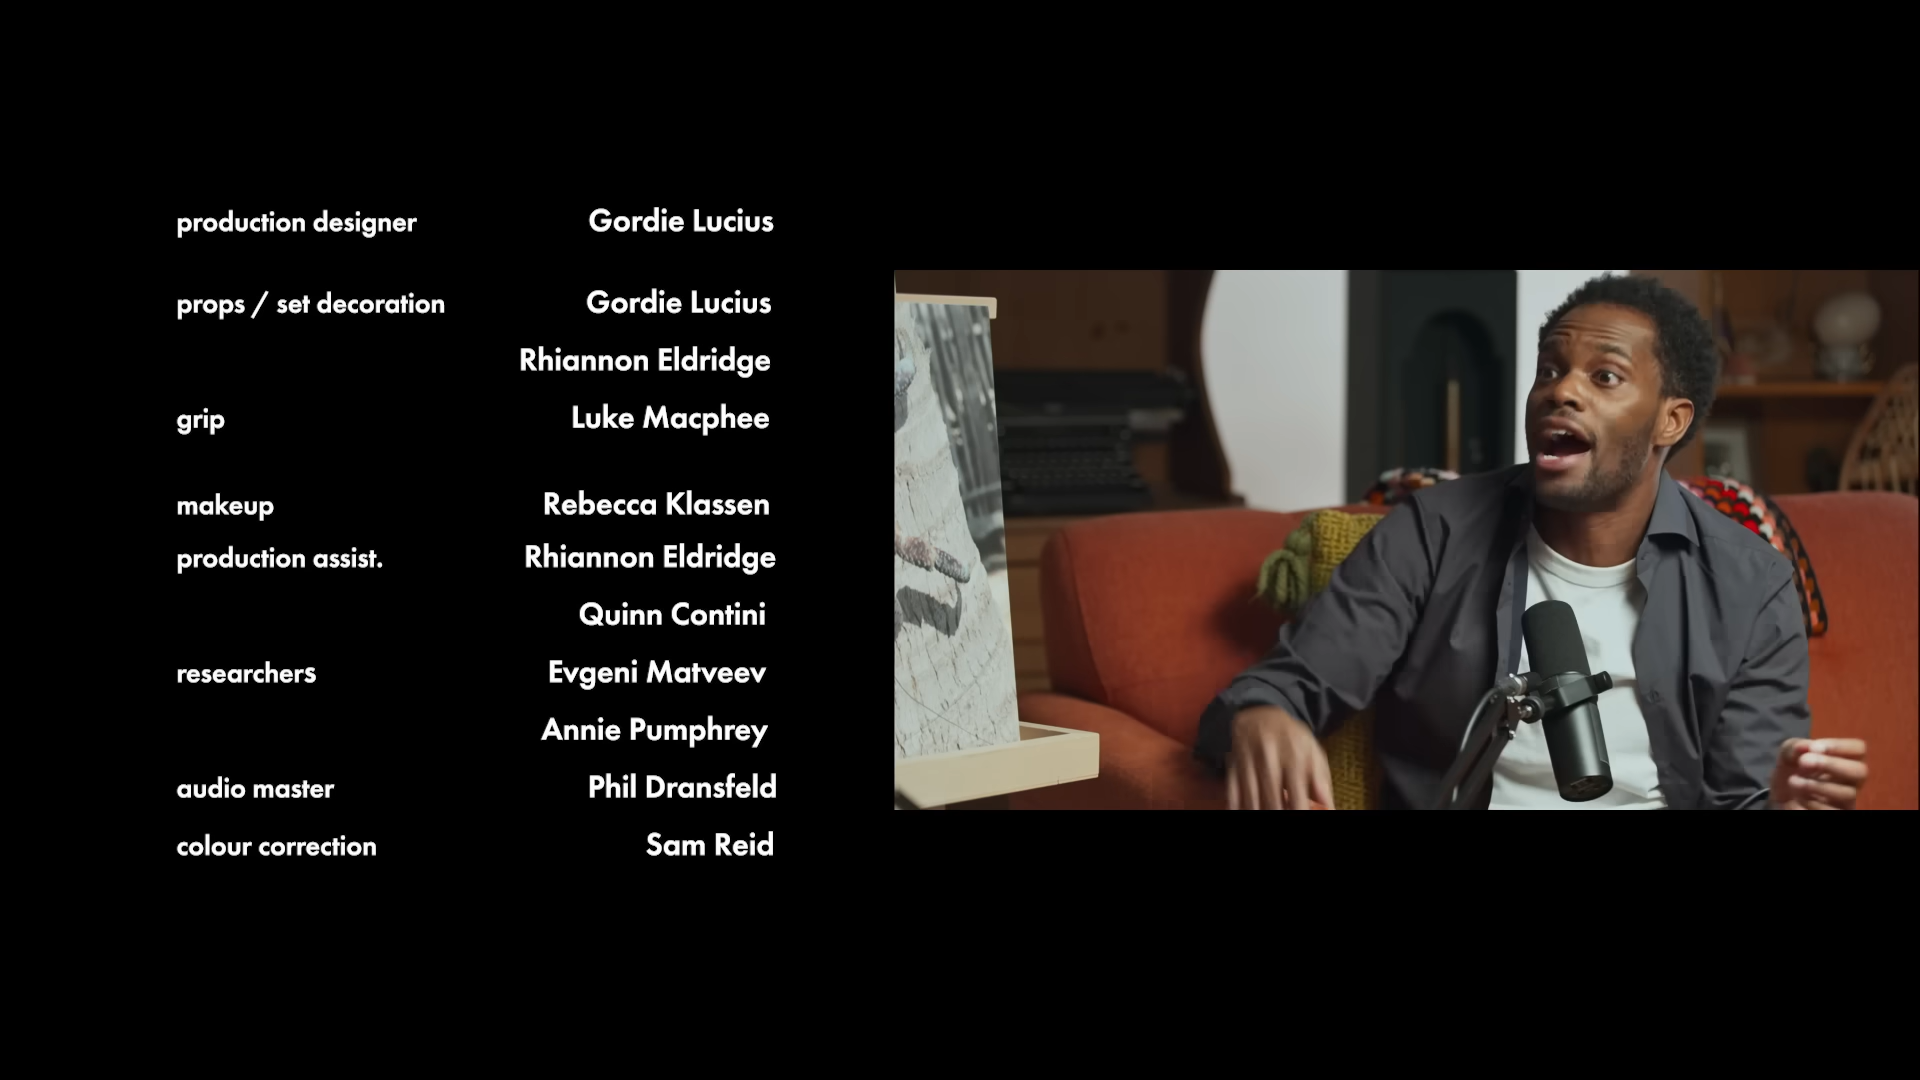 production designer Gordie Lucius
props / set decoration Gordie Lucius
Rhiannon Eldridge
grip Luke Macphee
makeup Rebecca Klassen
production assist. Rhiannon Eldridge
Quinn Contini
researchers Evgeni Matveev
Annie Pumphrey
audio master Phil Dransfeld
colour correction Sam Reid